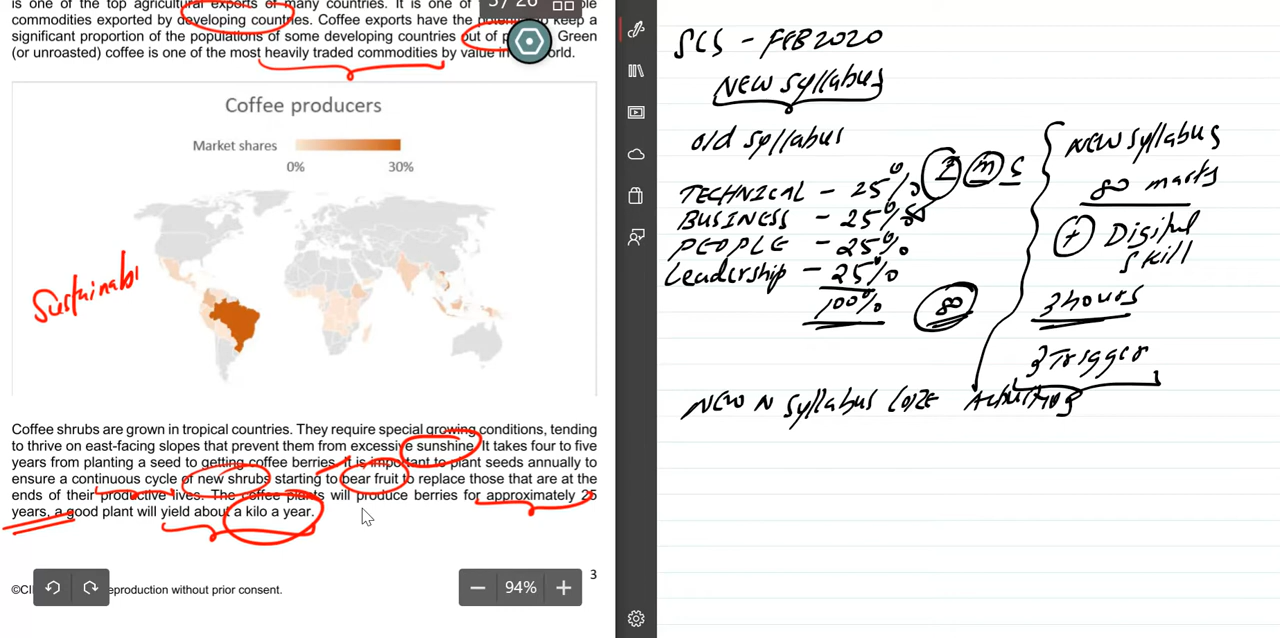 is one of the top agricultural exports of many countries. It is one of
commodities exported by developing countries. Coffee exports have the potential to keep a
significant proportion of the populations of some developing countries out of Green
(or unroasted) coffee is one of the most heavily traded commodities by value in world.
Coffee producers
Market shares
0% 30%
Sustainabi
Coffee shrubs are grown in tropical countries. They require special growing conditions, tending
to thrive on east-facing slopes that prevent them from excessive sunshine. It takes four to five
years from planting a seed to getting coffee berries. It is important to plant seeds annually to
ensure a continuous cycle of new shrubs starting to bear fruit to replace those that are at the
ends of their productive lives. The coffee plants will produce berries for approximately 25
years, a good plant will yield about a kilo a year.
3
reproduction without prior consent.
94%
SCS - FEB 2020
NEW Syllabus
old syllabus
TECHNICAL - 25%
BUSINESS - 25%
PEOPLE - 25%
Leadership - 25%
100% 80
I m S
NEW Syllabus
80 marks
+ Digital
skill
3 hours
3 Trigger
NEW syllabus CORE Activities